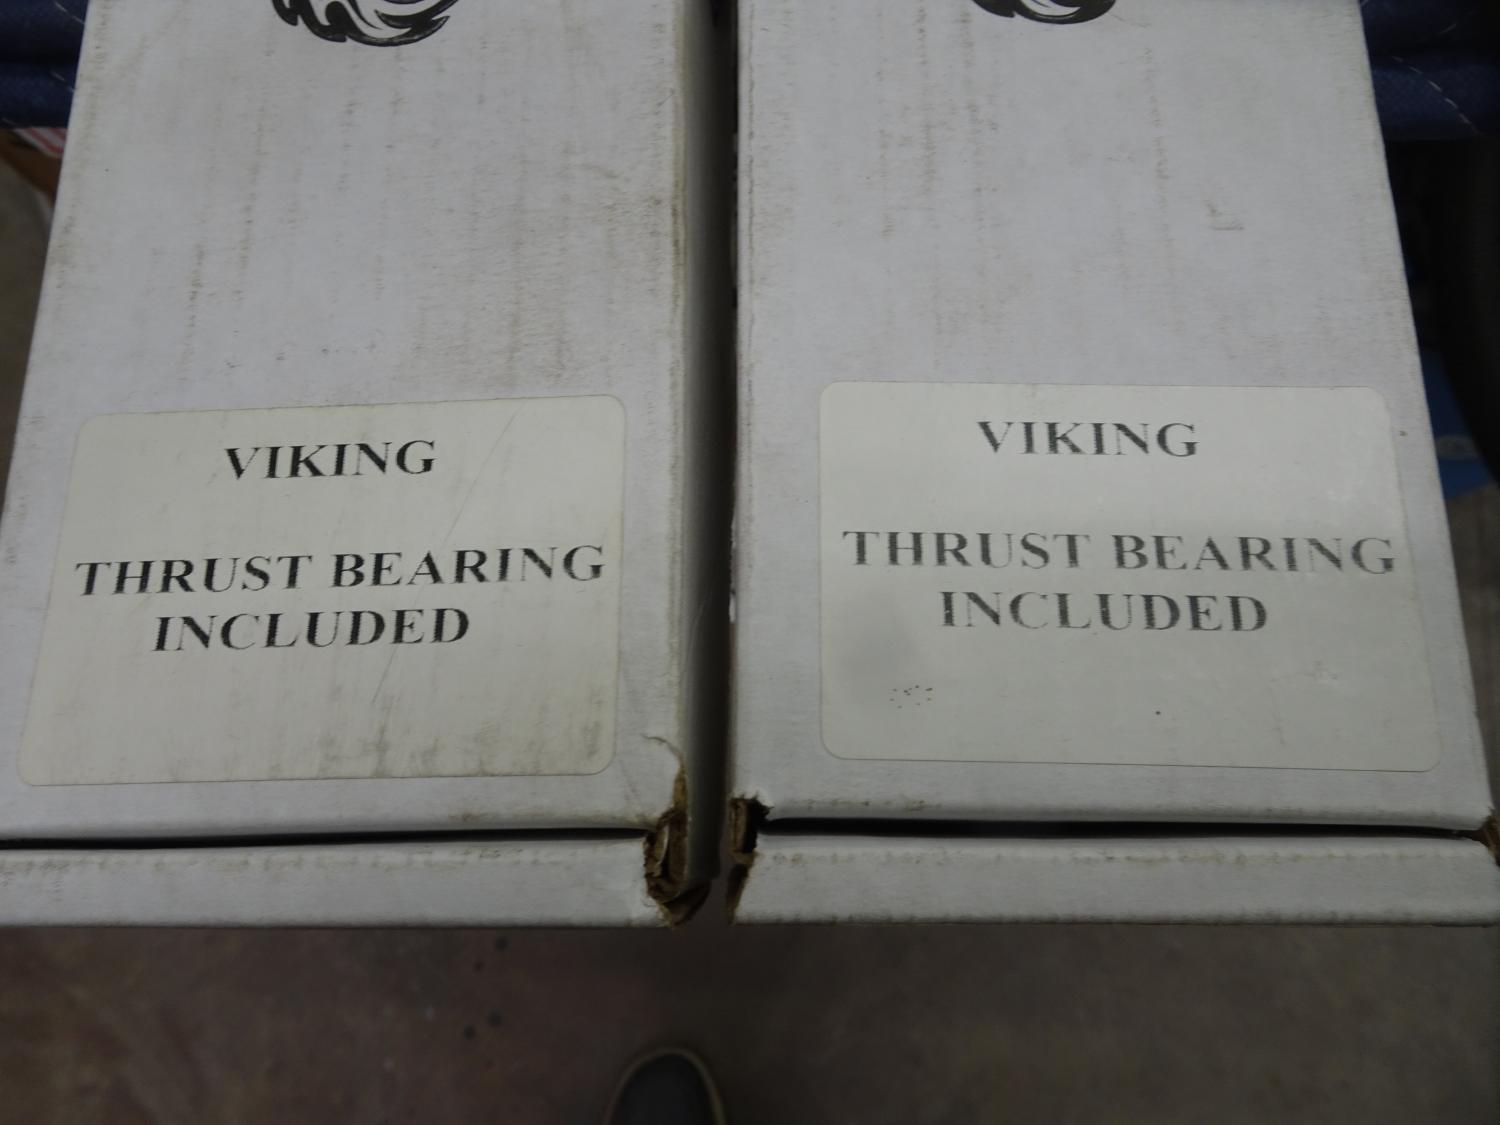 VIKING
THRUST BEARING
INCLUDED
VIKING
THRUST BEARING
INCLUDED